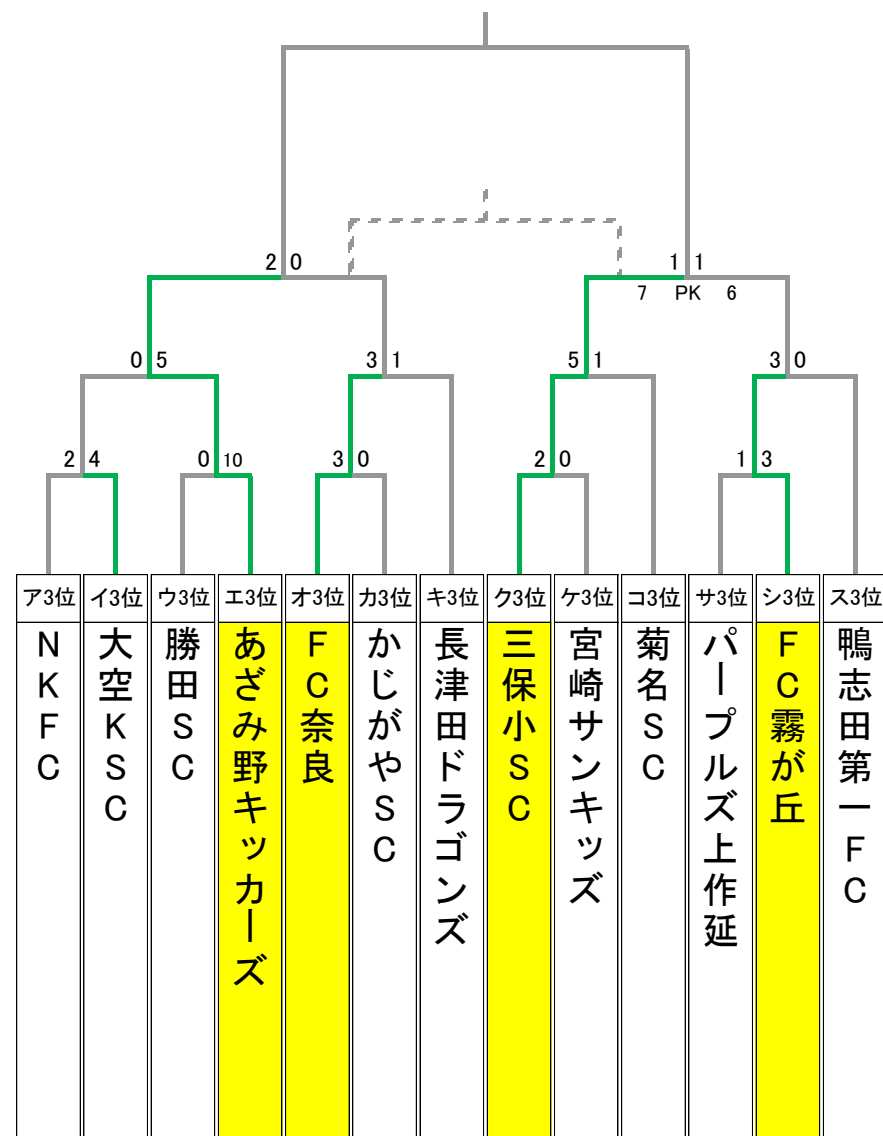 2 0
1 1
7 PK 6
0 5
3 1
5 1
3 0
2 4
0 10
3 0
2 0
1 3
ア3位
イ3位
ウ3位
エ3位
オ3位
カ3位
キ3位
ク3位
ケ3位
コ3位
サ3位
シ3位
ス3位
NKFC
大空KSC
勝田SC
あざみ野キッカーズ
FC奈良
かじがやSC
長津田ドラゴンズ
三保小SC
宮崎サンキッズ
菊名SC
パープルズ上作延
FC霧が丘
鴨志田第一FC